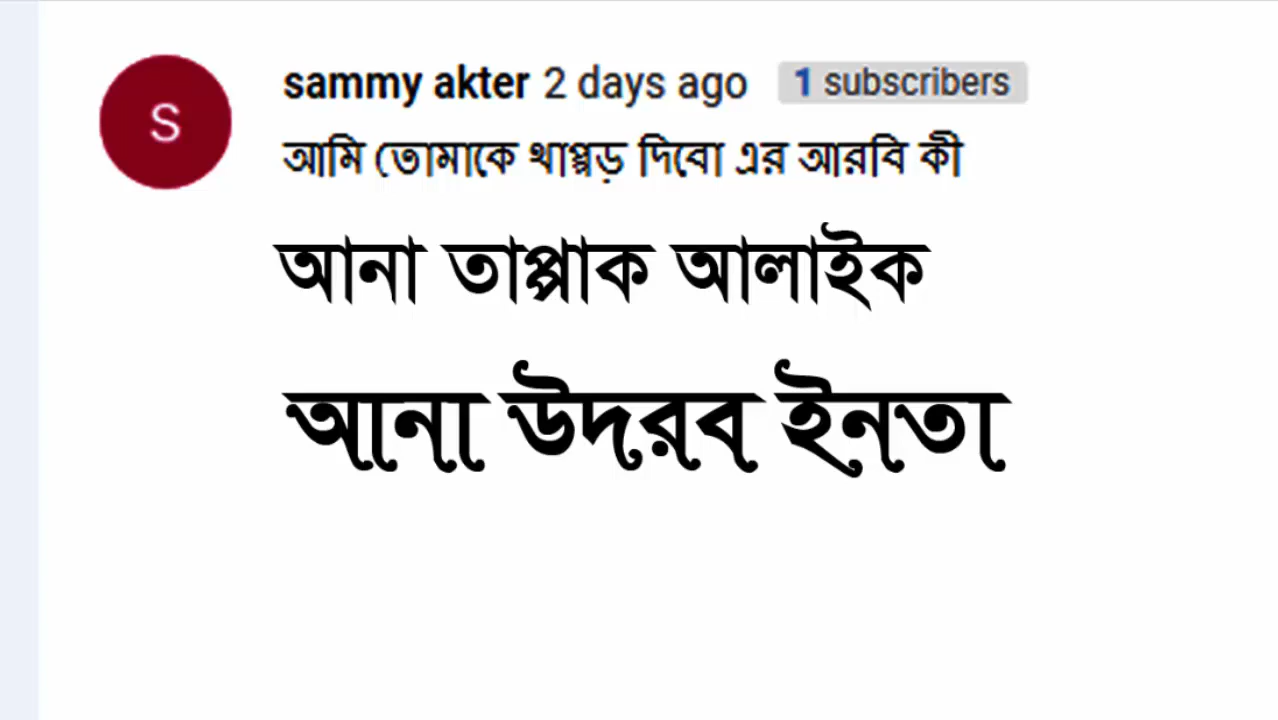 S
sammy akter 2 days ago 1 subscribers
আমি তোমাকে থাপ্পড় দিবো এর আরবি কী
আনা তাপ্পাক আলাইক
আনা উদরব ইনতা